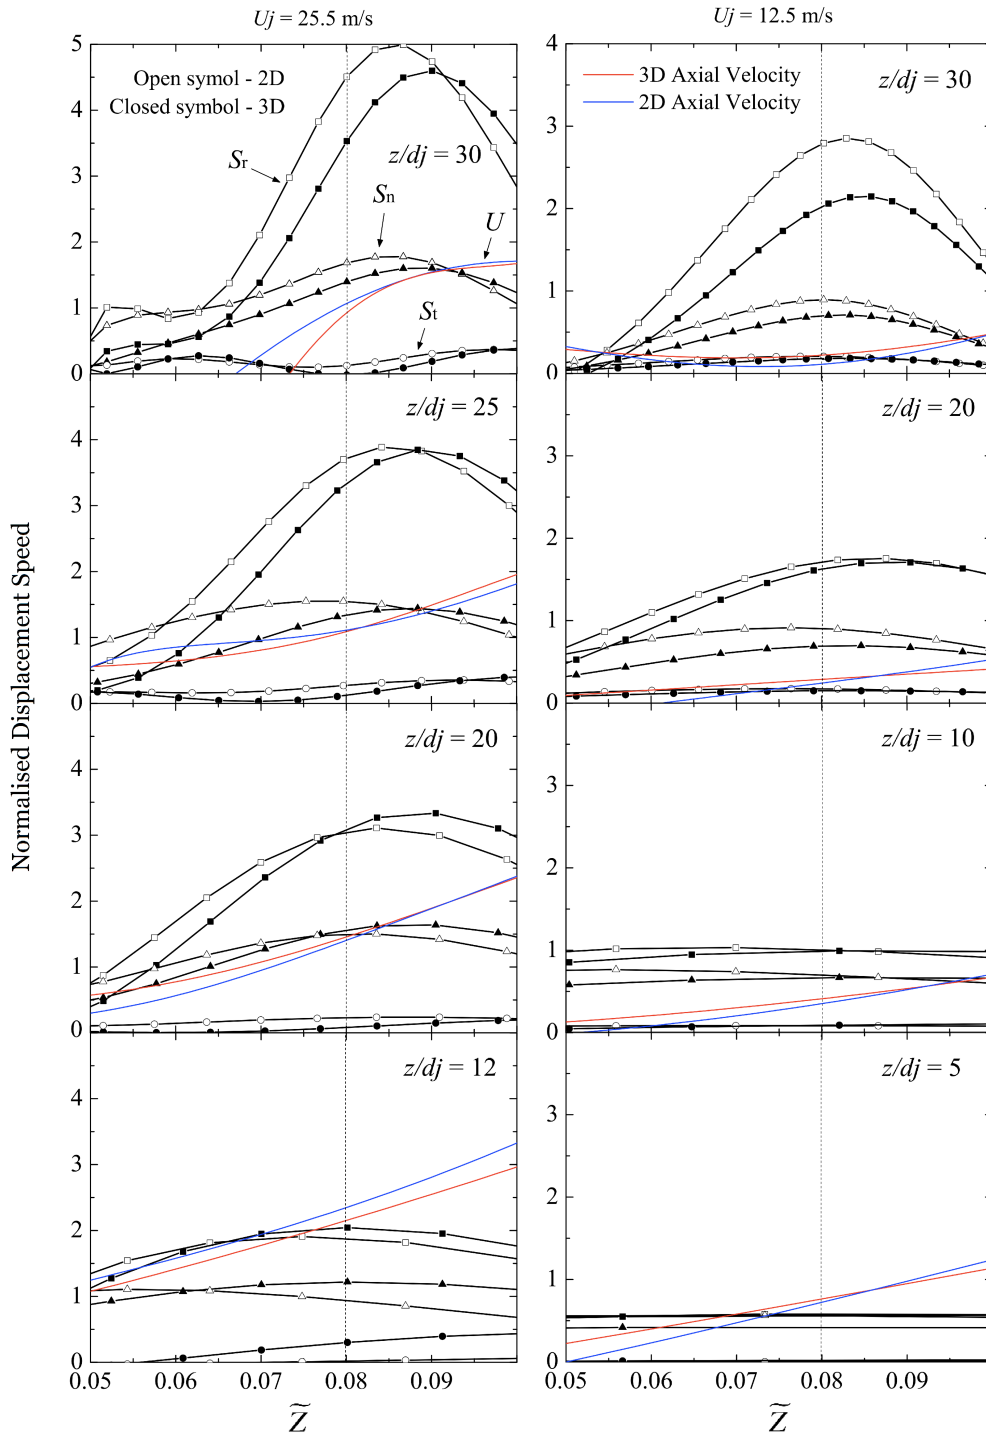 Uj = 25.5 m/s
Uj = 12.5 m/s
5
4
3
2
1
0
Open symol - 2D
Closed symbol - 3D
z/dj = 30
Sr
Sn
U
St
4
3
2
1
0
3D Axial Velocity
2D Axial Velocity
z/dj = 30
4
3
2
1
0
z/dj = 25
3
2
1
0
z/dj = 20
3
2
1
0
z/dj = 20
3
2
1
0
z/dj = 10
4
3
2
1
0
z/dj = 12
3
2
1
0
z/dj = 5
0.05
0.06
0.07
0.08
0.09
0.05
0.06
0.07
0.08
0.09
Z̃
Z̃
Normalised Displacement Speed